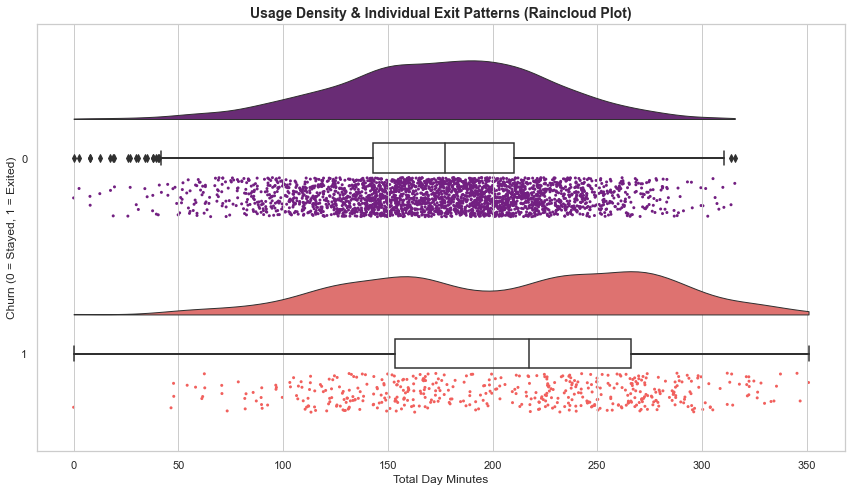 Usage Density & Individual Exit Patterns (Raincloud Plot)
Churn (0 = Stayed, 1 = Exited)
0
1
0 50 100 150 200 250 300 350
Total Day Minutes